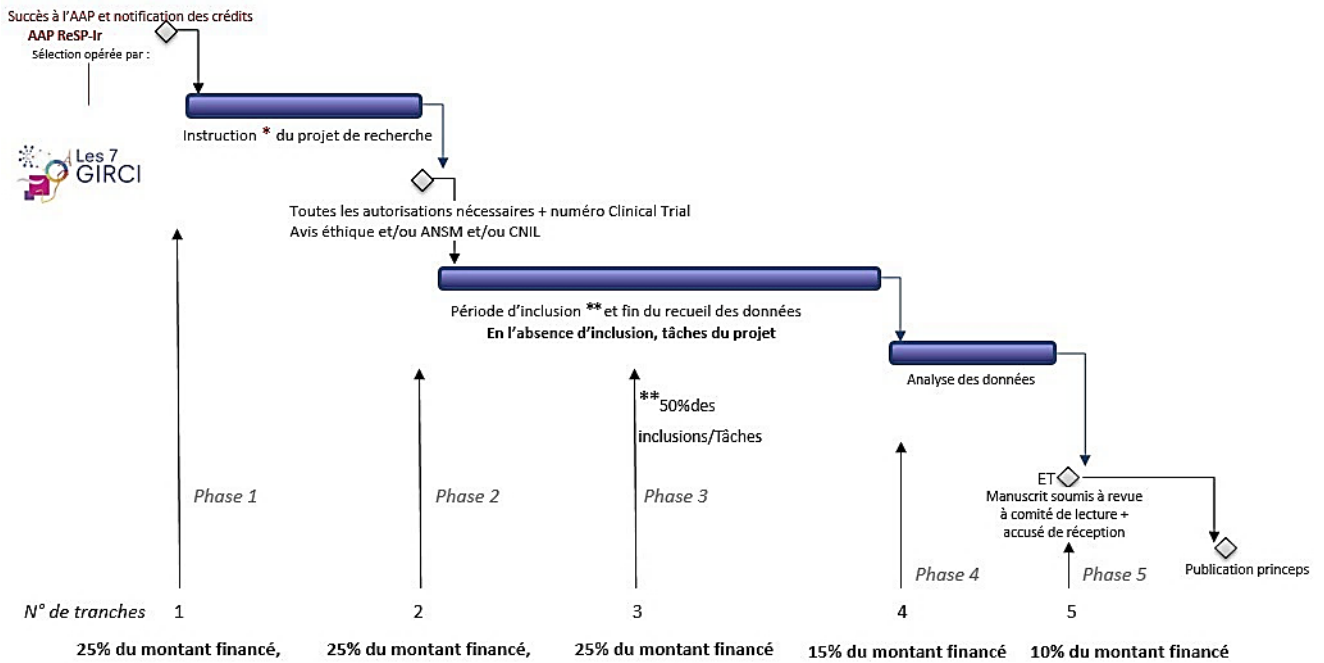 Succès à l'AAP et notification des crédits
AAP ReSP-Ir
Sélection opérée par :
Les 7
GIRCI
Instruction * du projet de recherche
Toutes les autorisations nécessaires + numéro Clinical Trial
Avis éthique et/ou ANSM et/ou CNIL
Période d'inclusion ** et fin du recueil des données
En l'absence d'inclusion, tâches du projet
Analyse des données
**50%des
inclusions/Tâches
ET
Manuscrit soumis à revue
à comité de lecture +
accusé de réception
Publication princeps
Phase 1
Phase 2
Phase 3
Phase 4
Phase 5
N° de tranches 1 2 3 4 5
25% du montant financé, 25% du montant financé, 25% du montant financé 15% du montant financé 10% du montant financé